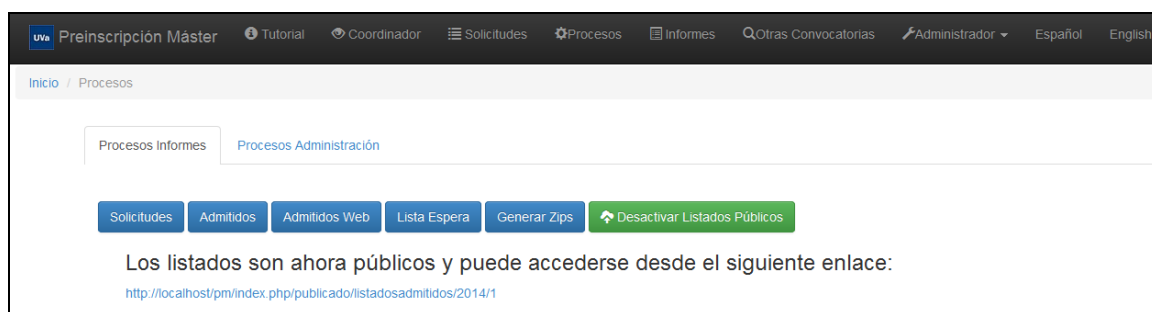 UVa Preinscripción Máster Tutorial Coordinador Solicitudes Procesos Informes Otras Convocatorias Administrador Español English
Inicio / Procesos
Procesos Informes Procesos Administración
Solicitudes Admitidos Admitidos Web Lista Espera Generar Zips Desactivar Listados Públicos
Los listados son ahora públicos y puede accederse desde el siguiente enlace:
http://localhost/pm/index.php/publicado/listadosadmitidos/2014/1